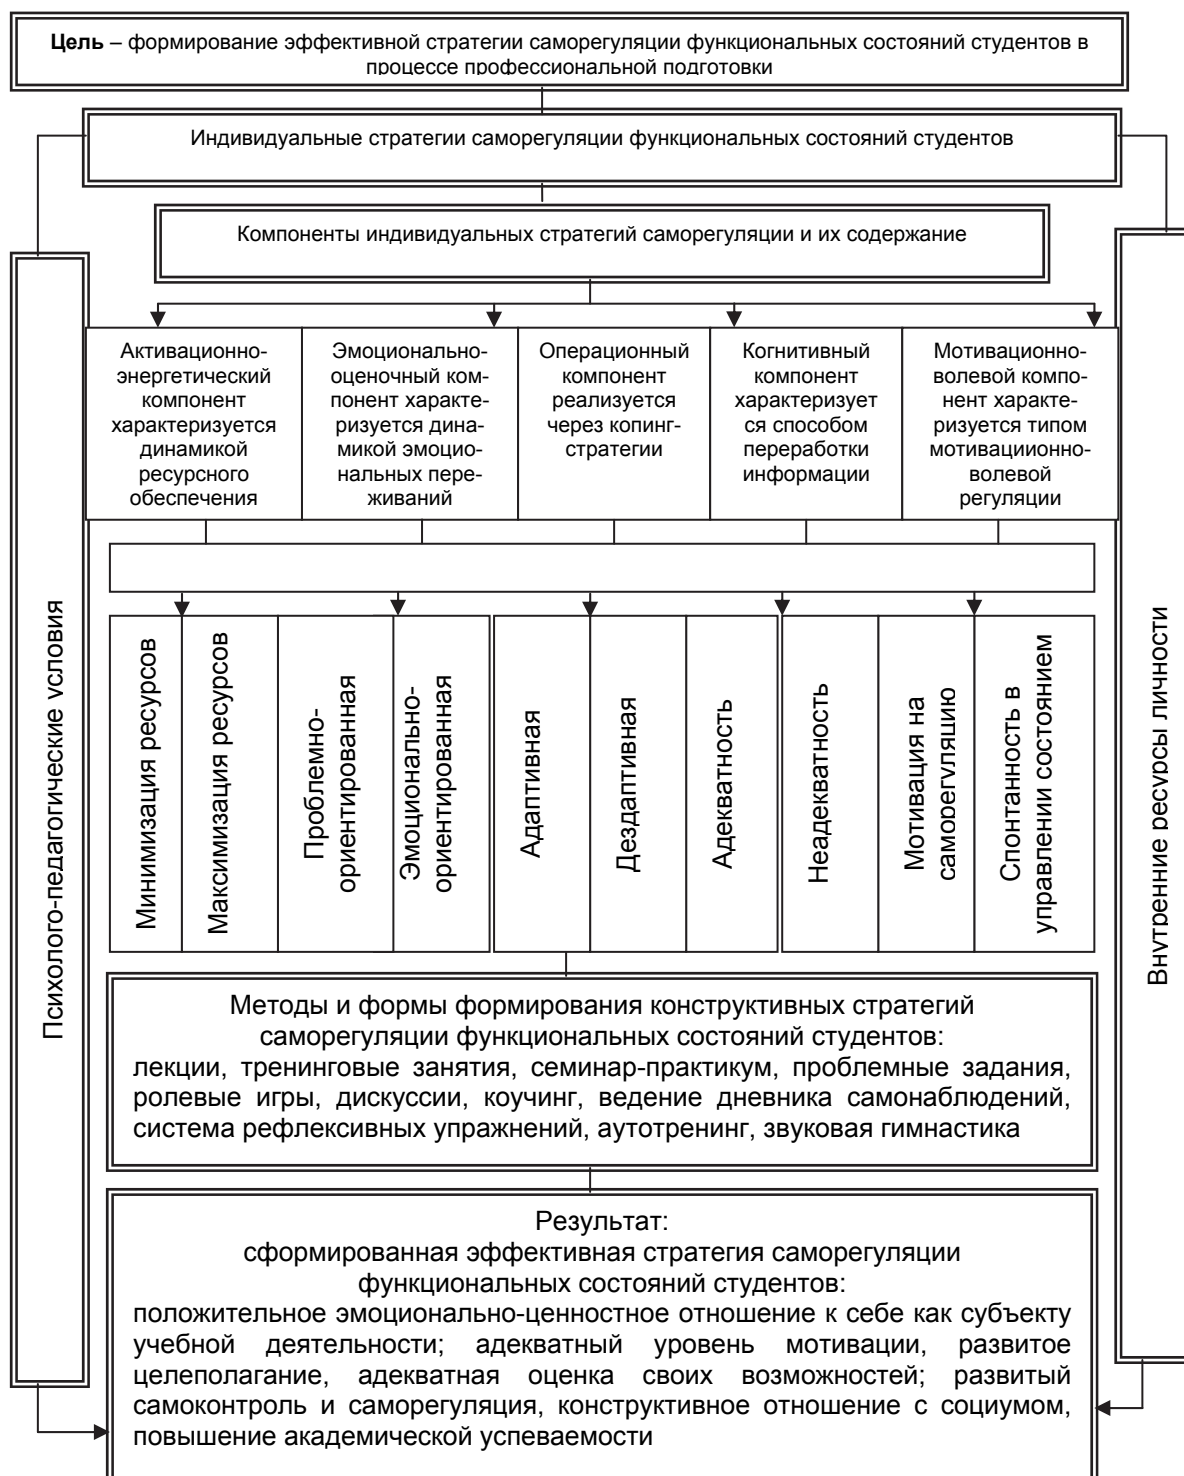 Цель – формирование эффективной стратегии саморегуляции функциональных состояний студентов в
процессе профессиональной подготовки
Индивидуальные стратегии саморегуляции функциональных состояний студентов
Компоненты индивидуальных стратегий саморегуляции и их содержание
Психолого-педагогические условия
Активационно-
энергетический
компонент
характеризуется
динамикой
ресурсного
обеспечения
Эмоционально-
оценочный ком-
понент характе-
ризуется дина-
микой эмоцио-
нальных пере-
живаний
Операционный
компонент
реализуется
через копинг-
стратегии
Когнитивный
компонент
характеризует
ся способом
переработки
информации
Мотивационно-
волевой компо-
нент характе-
ризуется типом
мотивациионно-
волевой
регуляции
Внутренние ресурсы личности
Минимизация ресурсов
Максимизация ресурсов
Проблемно-
ориентированная
Эмоционально-
ориентированная
Адаптивная
Дездаптивная
Адекватность
Неадекватность
Мотивация на
саморегуляцию
Спонтанность в
управлении состоянием
Методы и формы формирования конструктивных стратегий
саморегуляции функциональных состояний студентов:
лекции, тренинговые занятия, семинар-практикум, проблемные задания,
ролевые игры, дискуссии, коучинг, ведение дневника самонаблюдений,
система рефлексивных упражнений, аутотренинг, звуковая гимнастика
Результат:
сформированная эффективная стратегия саморегуляции
функциональных состояний студентов:
положительное эмоционально-ценностное отношение к себе как субъекту
учебной деятельности; адекватный уровень мотивации, развитое
целеполагание, адекватная оценка своих возможностей; развитый
самоконтроль и саморегуляция, конструктивное отношение с социумом,
повышение академической успеваемости